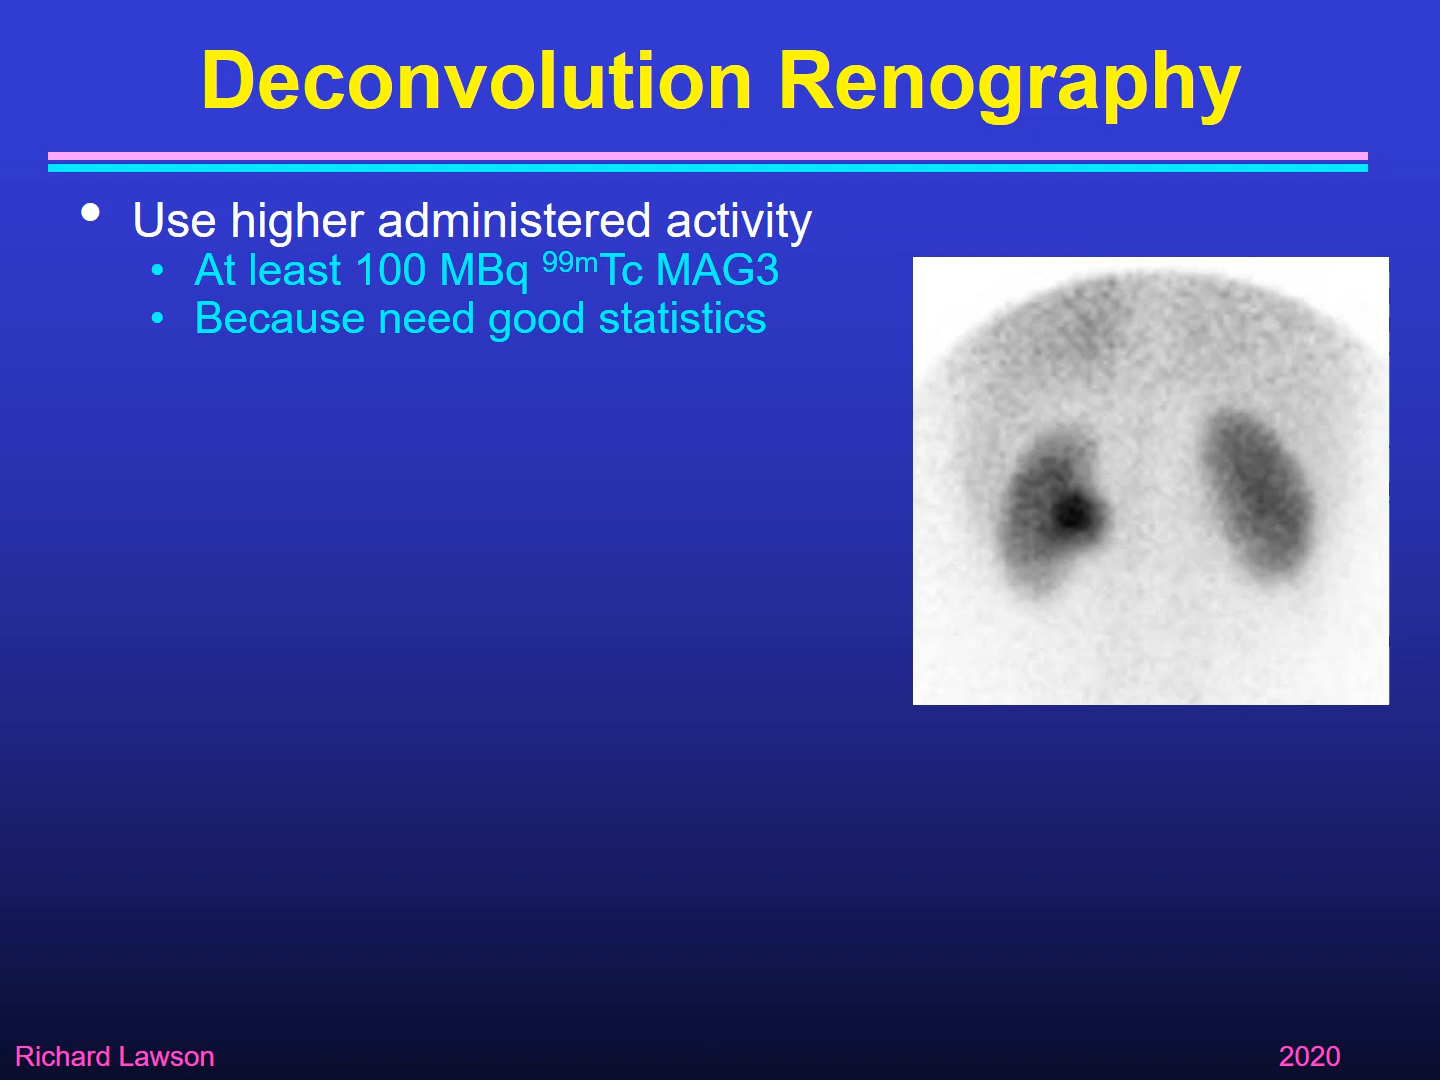 Deconvolution Renography
• Use higher administered activity
• At least 100 MBq 99mTc MAG3
• Because need good statistics
Richard Lawson
2020